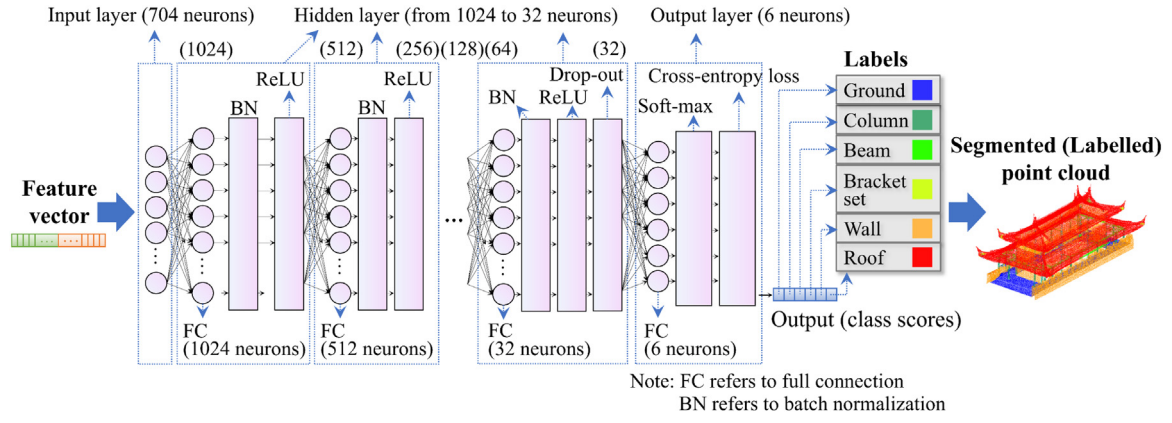 Input layer (704 neurons)
Hidden layer (from 1024 to 32 neurons)
Output layer (6 neurons)
(1024)
(512)
(256)(128)(64)
(32)
ReLU
BN
ReLU
BN
Drop-out
BN
ReLU
Cross-entropy loss
Soft-max
Feature
vector
...
FC
(1024 neurons)
FC
(512 neurons)
FC
(32 neurons)
FC
(6 neurons)
Labels
Ground
Column
Beam
Bracket
set
Wall
Roof
Output (class scores)
Segmented (Labelled)
point cloud
Note: FC refers to full connection
BN refers to batch normalization